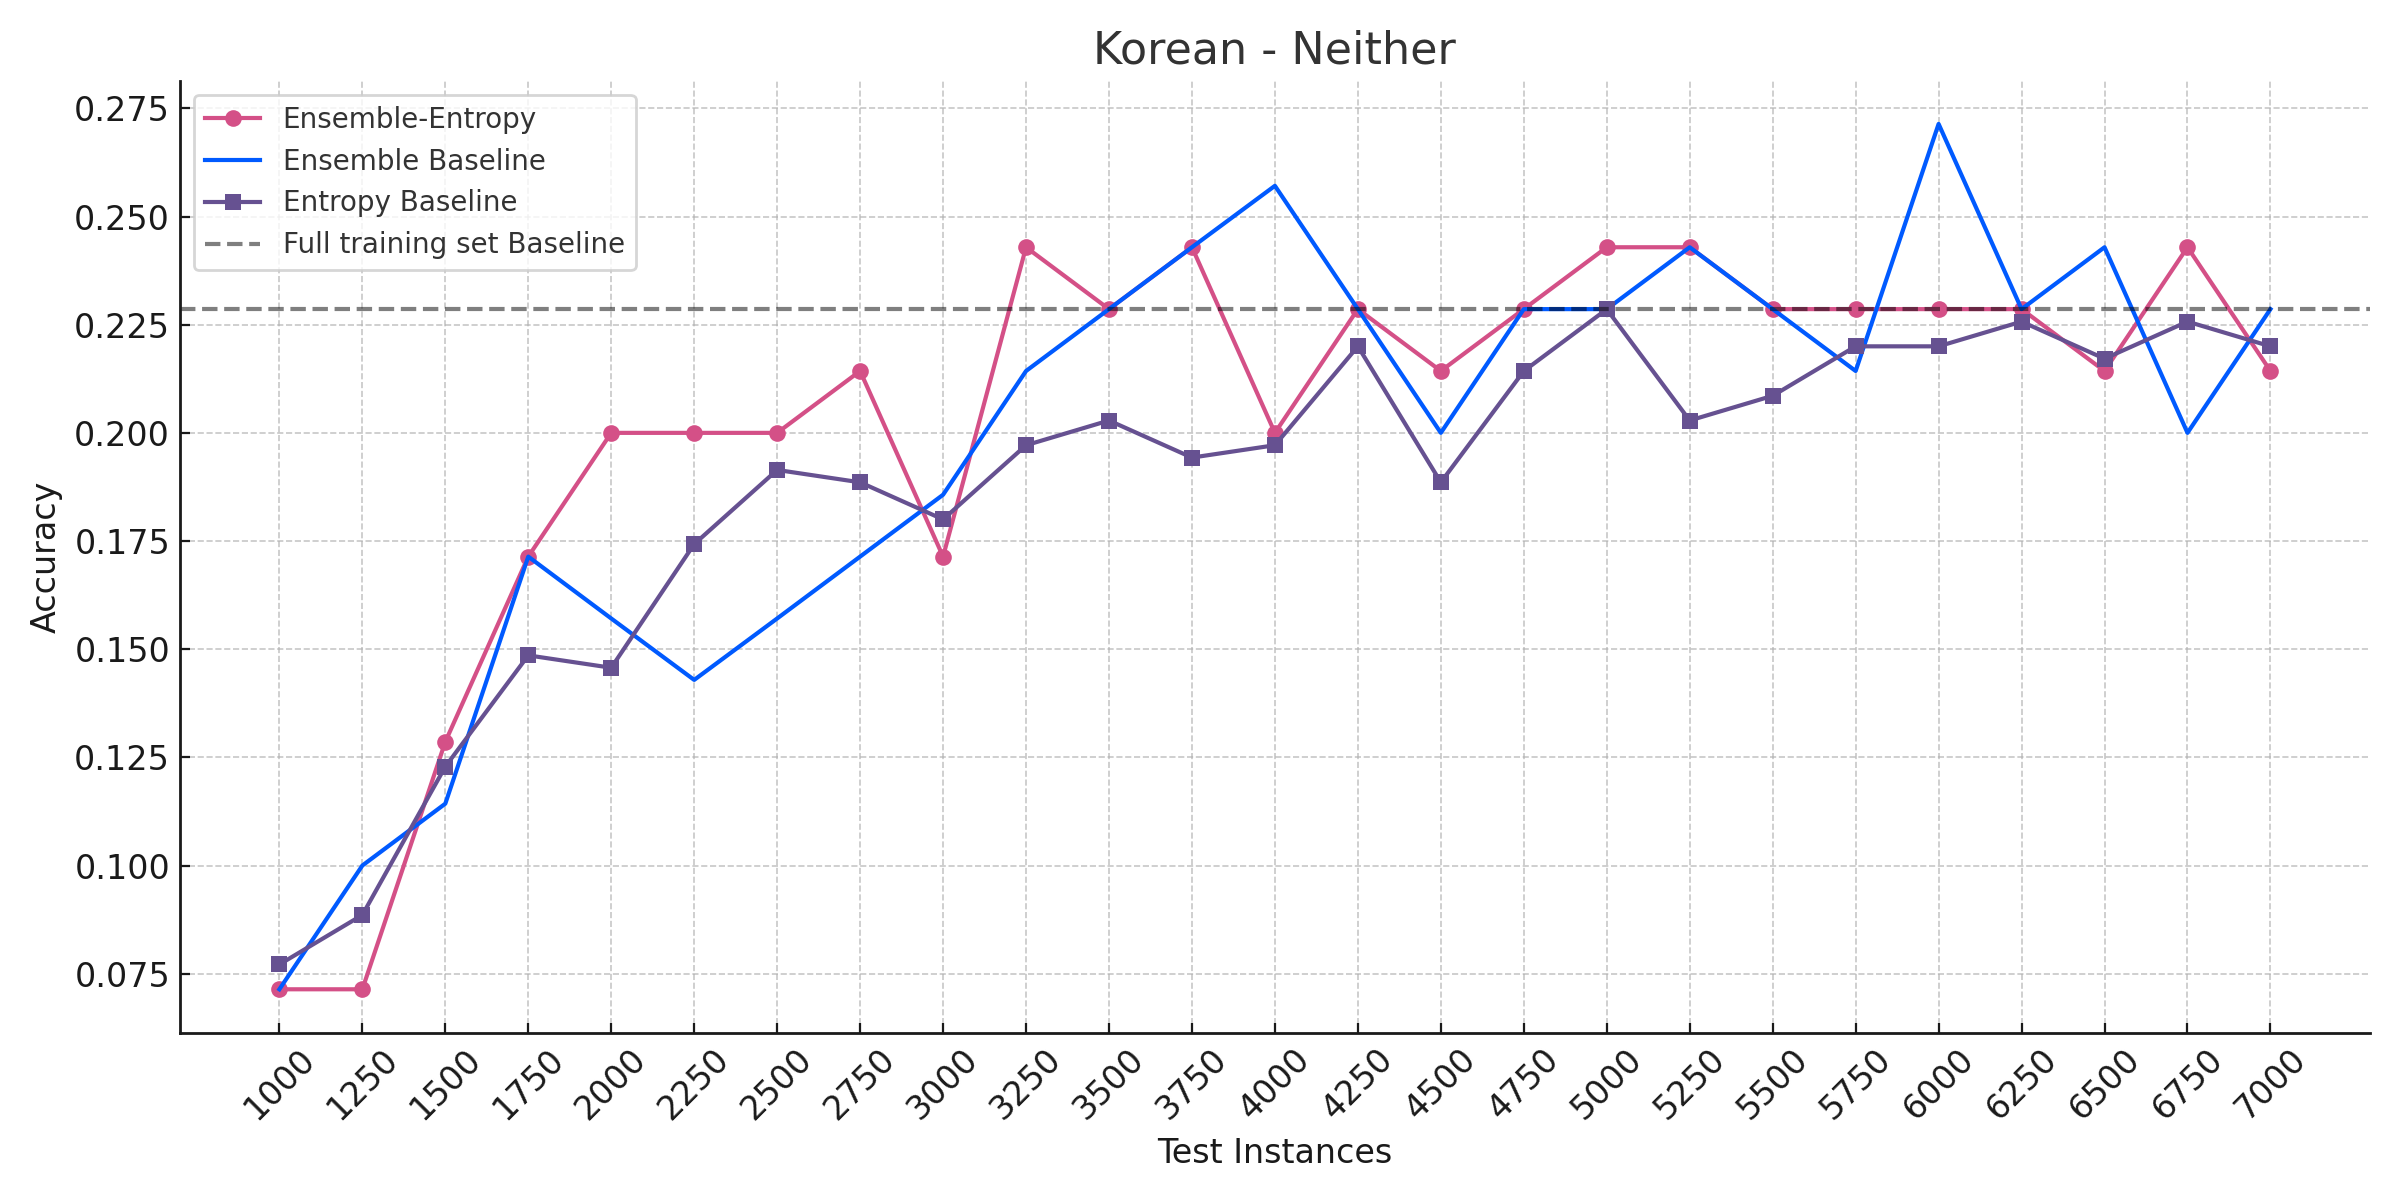 Korean - Neither
Ensemble-Entropy
Ensemble Baseline
Entropy Baseline
Full training set Baseline
Accuracy
0.275
0.250
0.225
0.200
0.175
0.150
0.125
0.100
0.075
1000 1250 1500 1750 2000 2250 2500 2750 3000 3250 3500 3750 4000 4250 4500 4750 5000 5250 5500 5750 6000 6250 6500 6750 7000
Test Instances